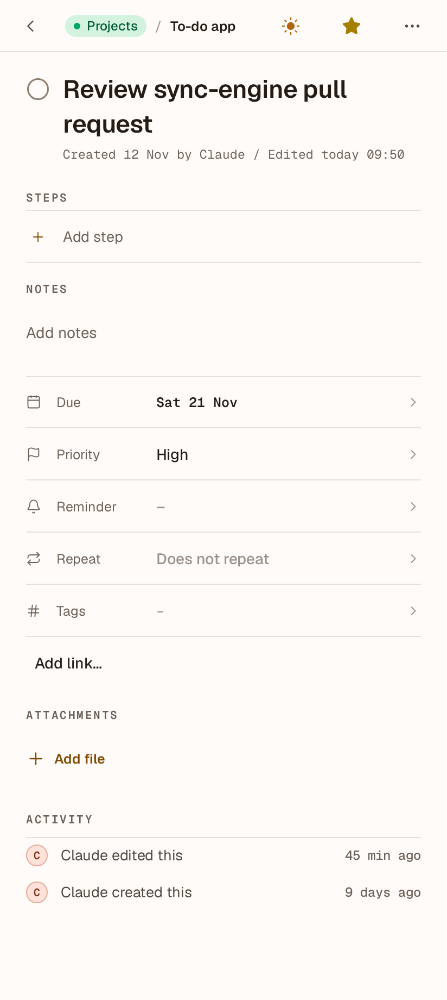 Projects / To-do app
Review sync-engine pull
request
Created 12 Nov by Claude / Edited today 09:50
STEPS
+ Add step
NOTES
Add notes
Due Sat 21 Nov
Priority High
Reminder –
Repeat Does not repeat
# Tags –
Add link…
ATTACHMENTS
+ Add file
ACTIVITY
C Claude edited this 45 min ago
C Claude created this 9 days ago